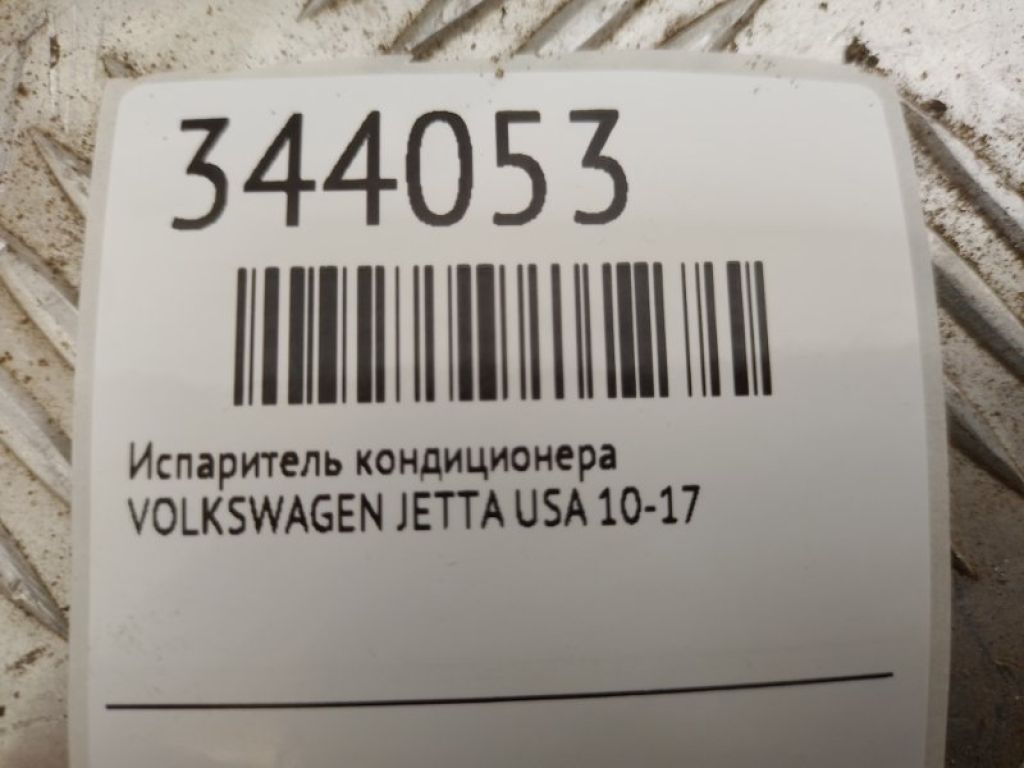 344053
Испаритель кондиционера
VOLKSWAGEN JETTA USA 10-17